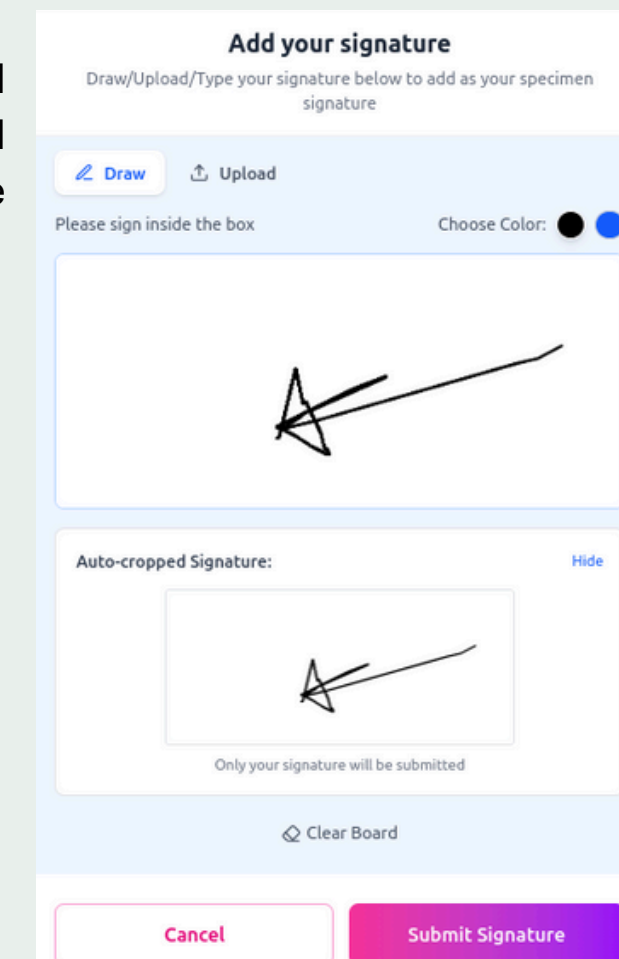 Add your signature
Draw/Upload/Type your signature below to add as your specimen
signature
Draw Upload
Please sign inside the box Choose Color:
Auto-cropped Signature: Hide
Only your signature will be submitted
Clear Board
Cancel Submit Signature